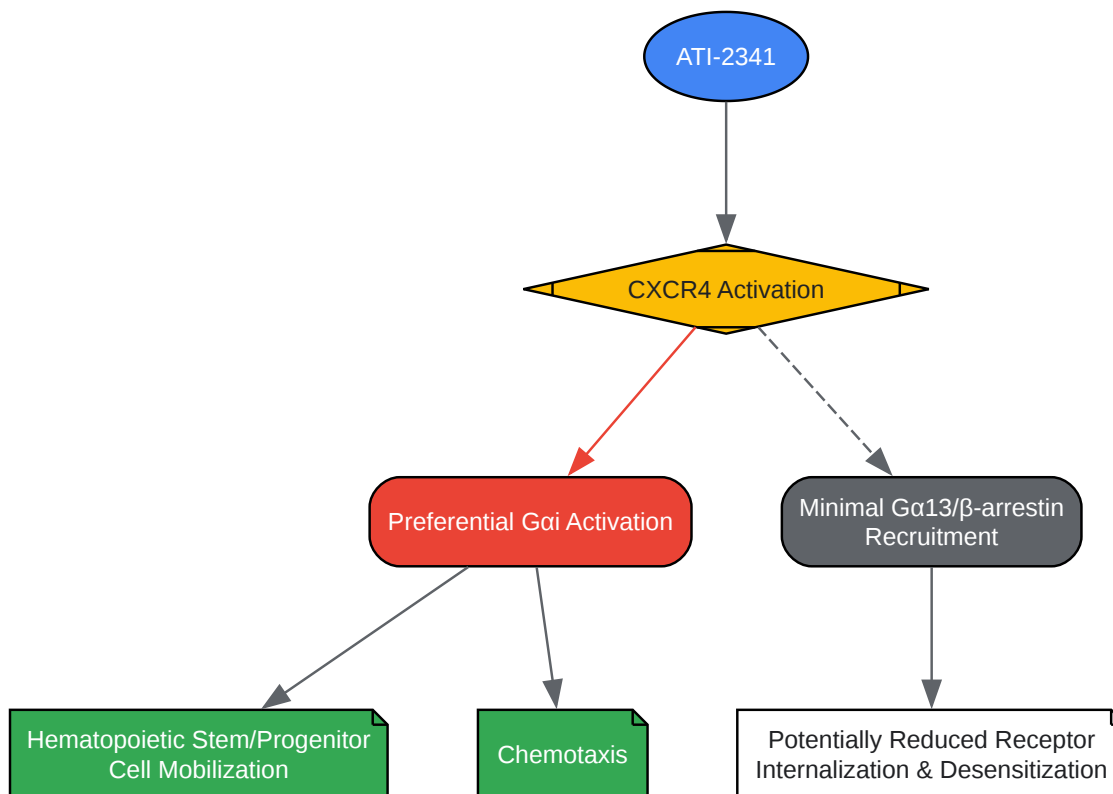 ATI-2341
CXCR4 Activation
Preferential Gαi Activation
Minimal Gα13/β-arrestin
Recruitment
Hematopoietic Stem/Progenitor
Cell Mobilization
Chemotaxis
Potentially Reduced Receptor
Internalization & Desensitization